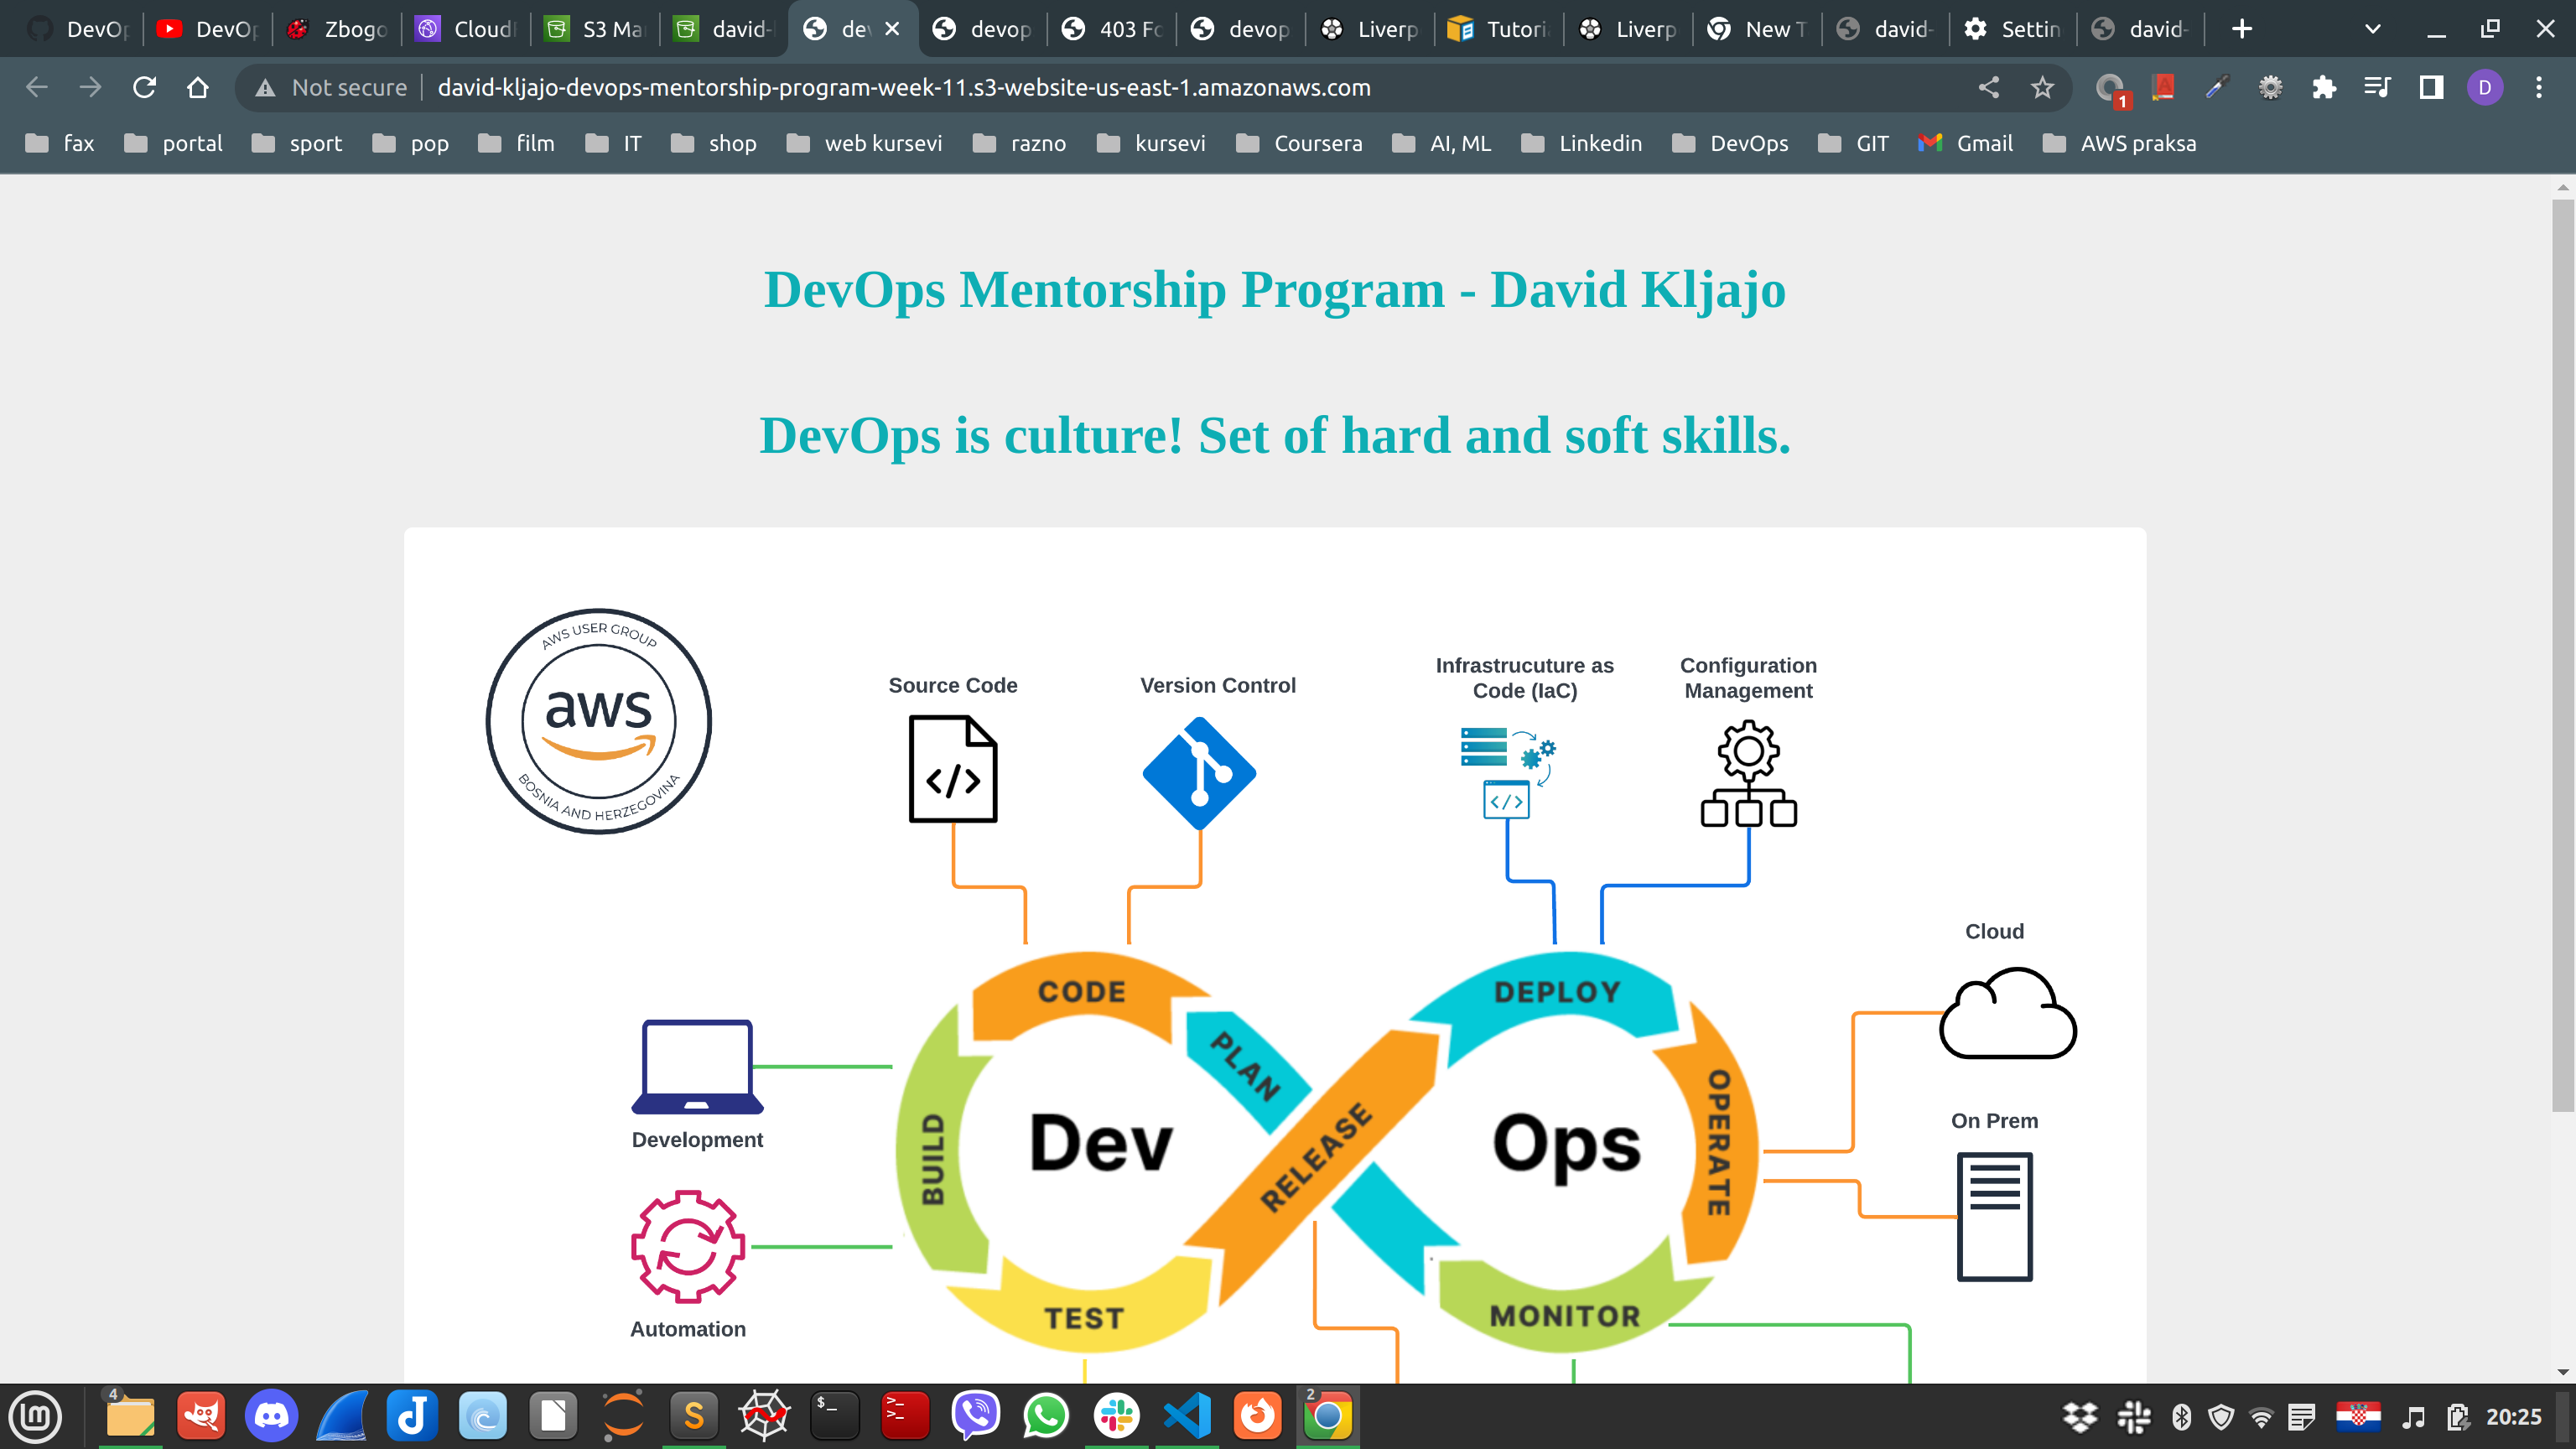 DevOp
DevOp
Zbogo
Cloudf
S3 Ma
david-
dev
devop
403 Fo
devop
Liverp
Tutori
Liverp
New T
david-
Settin
david-
Not secure
david-kljajo-devops-mentorship-program-week-11.s3-website-us-east-1.amazonaws.com
1
D
fax
portal
sport
pop
film
IT
shop
web kursevi
razno
kursevi
Coursera
AI, ML
Linkedin
DevOps
GIT
Gmail
AWS praksa
DevOps Mentorship Program - David Kljajo
DevOps is culture! Set of hard and soft skills.
AWS USER GROUP
aws
BOSNIA AND HERZEGOVINA
Source Code
Version Control
Infrastrucuture as
Code (IaC)
Configuration
Management
Cloud
On Prem
Development
Automation
CODE
PLAN
BUILD
TEST
RELEASE
DEPLOY
OPERATE
MONITOR
Dev
Ops
4
2
20:25